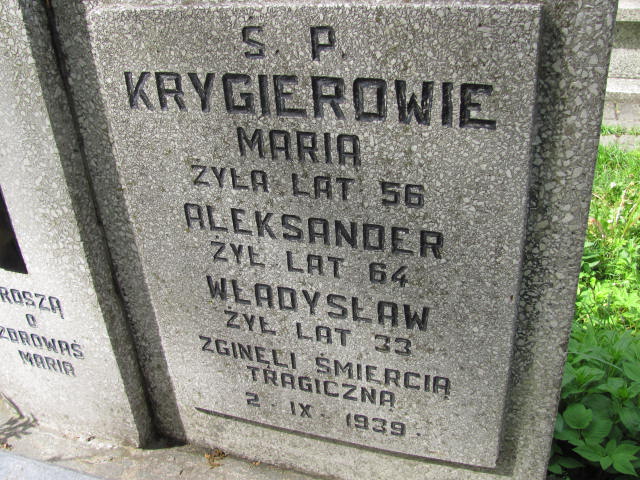 Ś. P.
KRYGIEROWIE
MARIA
ŻYŁA LAT 56
ALEKSANDER
ŻYŁ LAT 64
WŁADYSŁAW
ŻYŁ LAT 33
ZGINĘLI ŚMIERCIĄ
TRAGICZNĄ
2. IX 1939.
ROSZĄ
O
ZDROWAŚ
MARIA